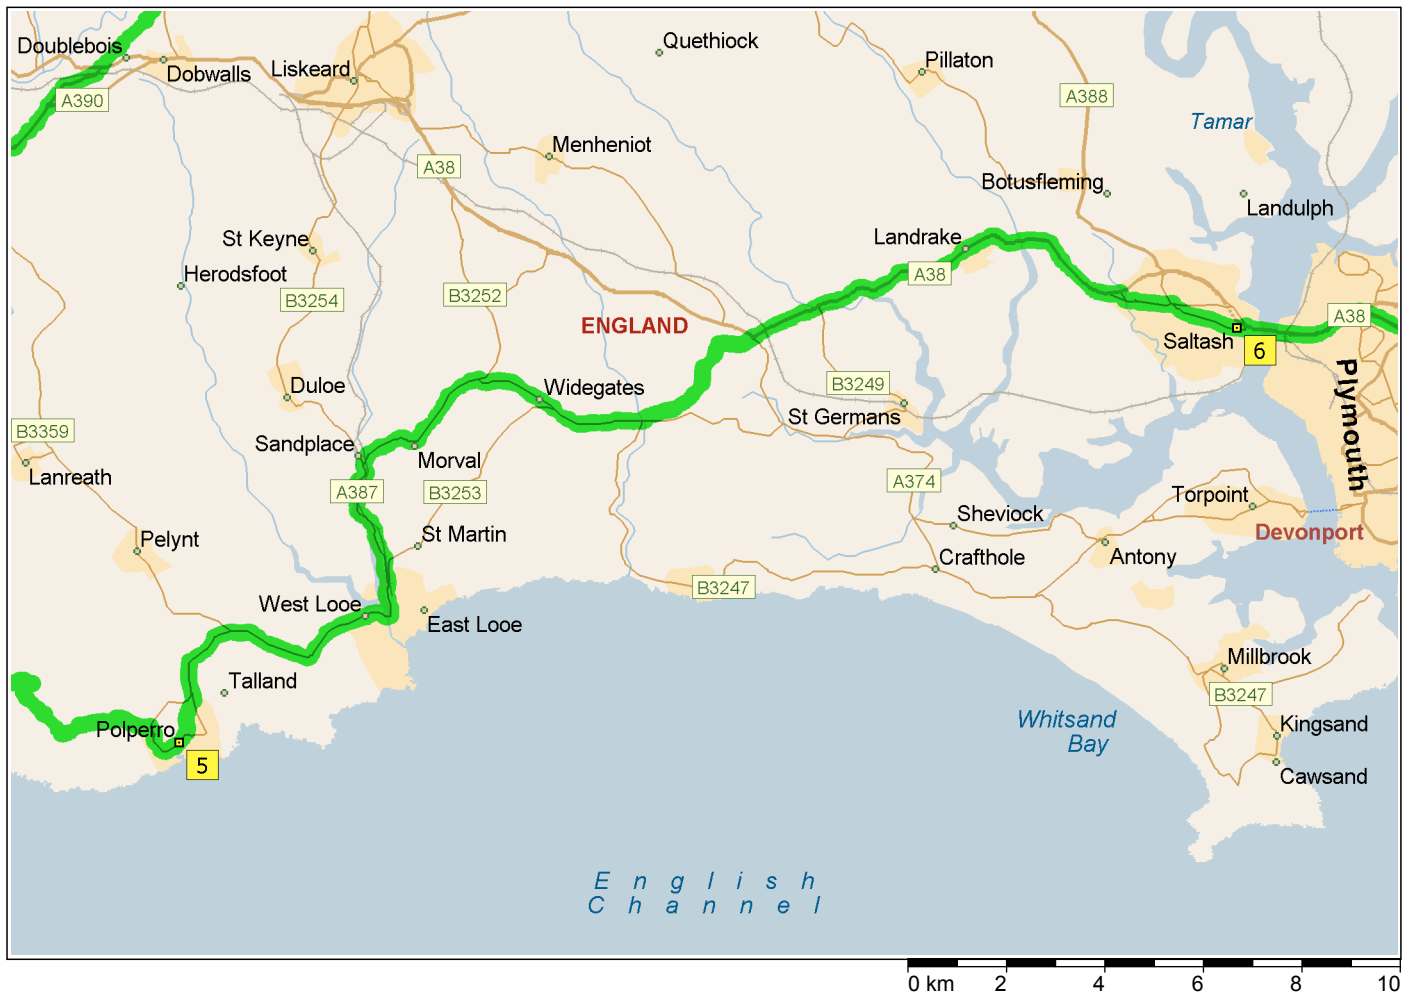 Doublebois
Dobwalls
Liskeard
Quethiock
Pillaton
A390
A388
Tamar
Menheniot
A38
Botusfleming
Landulph
St Keyne
Landrake
Herodsfoot
A38
B3254
B3252
ENGLAND
A38
Saltash
6
Plymouth
Duloe
Widegates
B3249
St Germans
B3359
Sandplace
Morval
Lanreath
A387
B3253
A374
Torpoint
Sheviock
Devonport
Pelynt
St Martin
Crafthole
Antony
B3247
West Looe
East Looe
Millbrook
Talland
B3247
Polperro
5
Whitsand
Bay
Kingsand
Cawsand
English
Channel
0 km 2 4 6 8 10